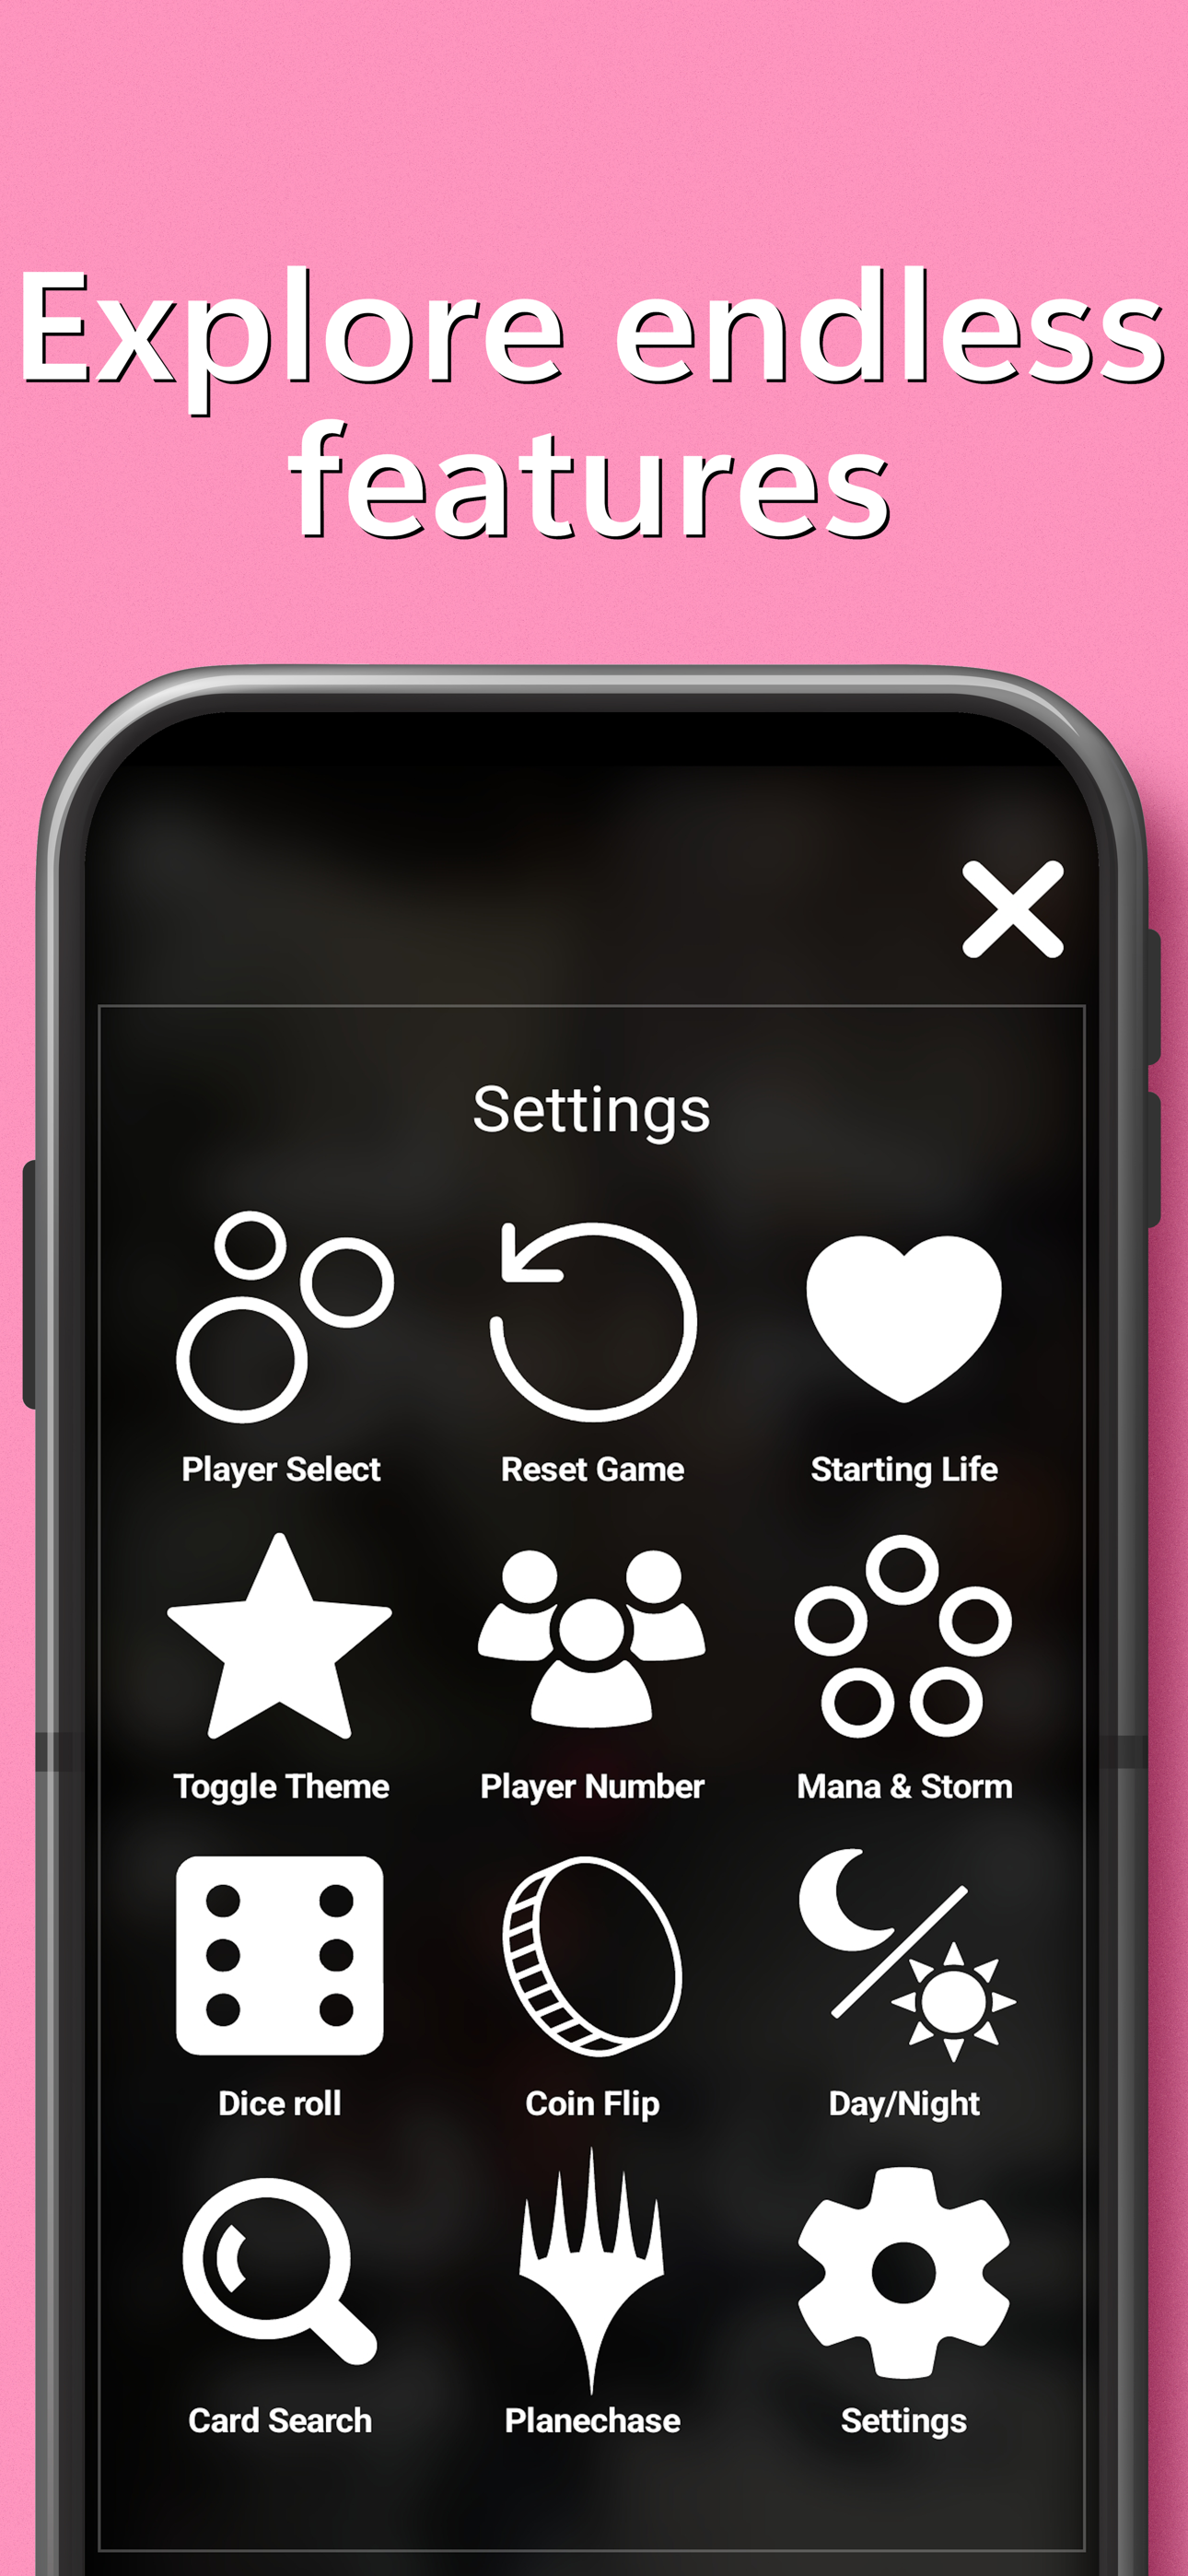 Explore endless
features
Settings
Player Select
Reset Game
Starting Life
Toggle Theme
Player Number
Mana & Storm
Dice roll
Coin Flip
Day/Night
Card Search
Planechase
Settings